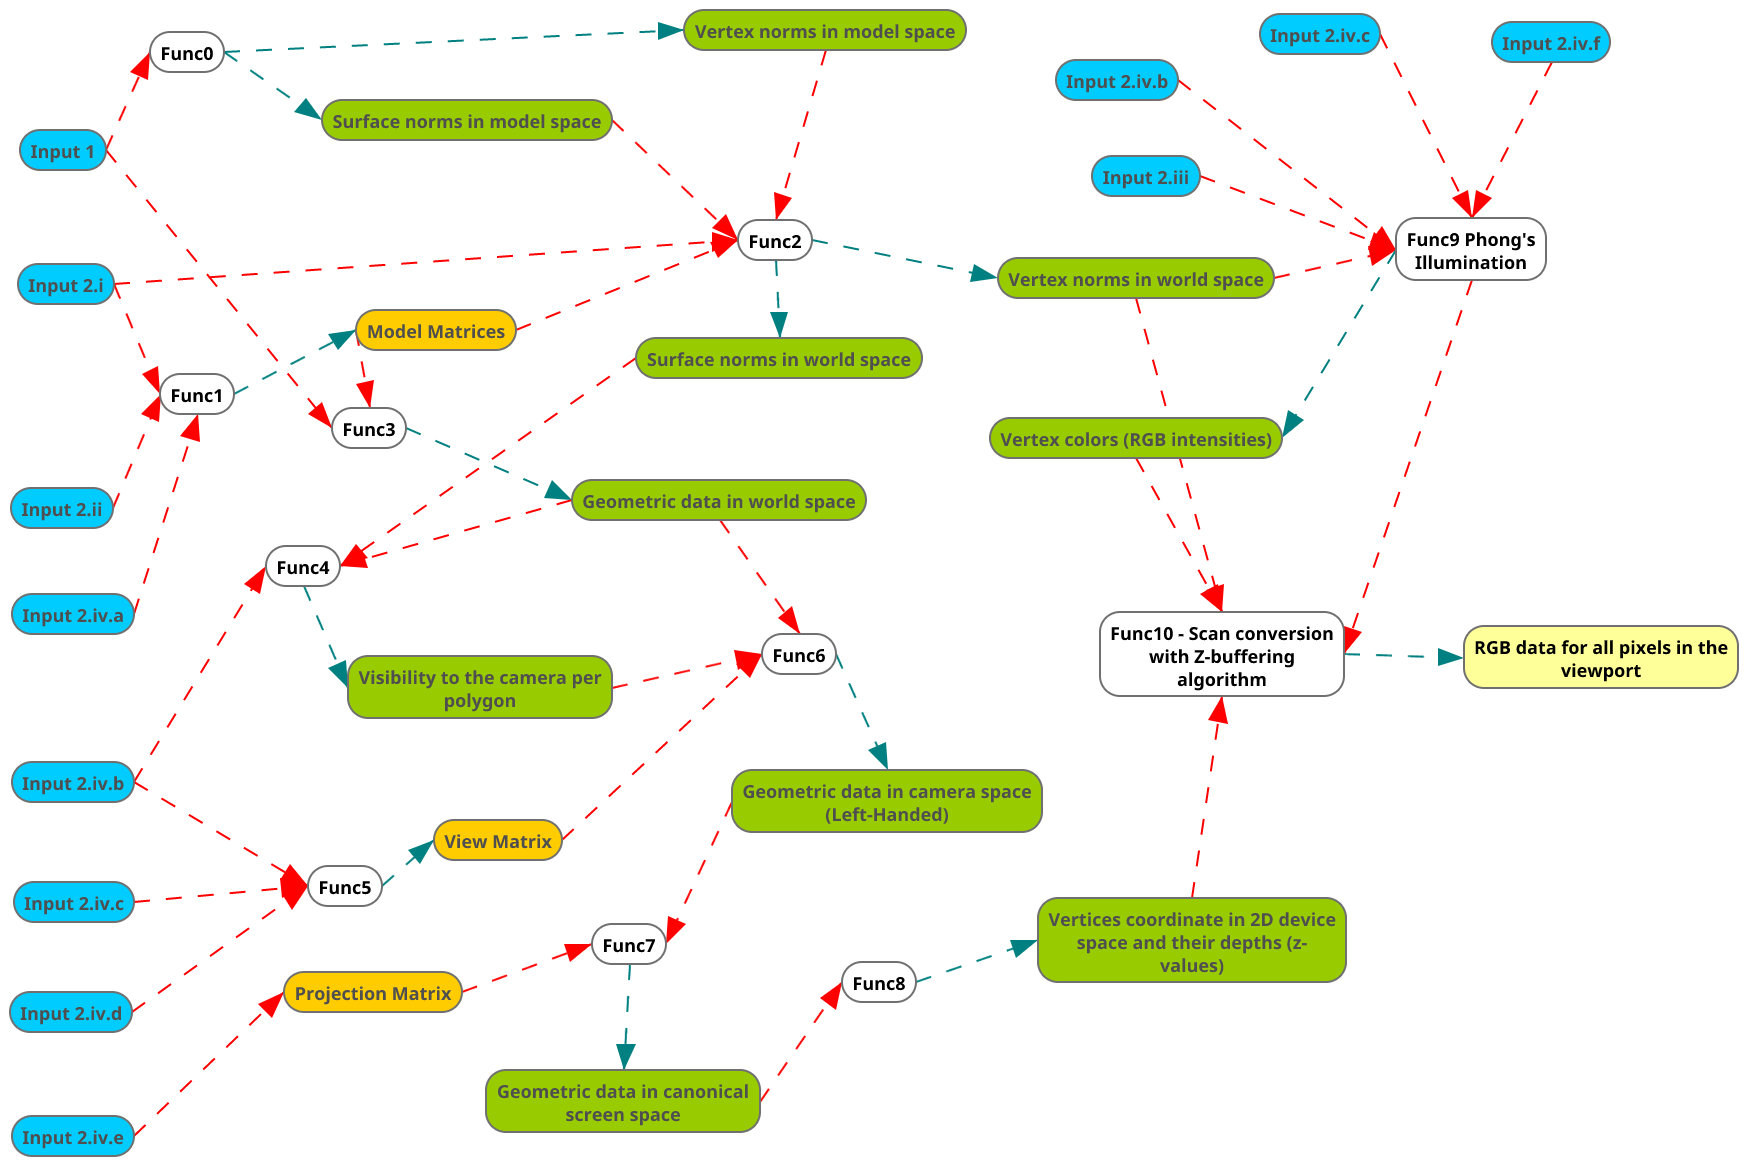 Vertex norms in model space
Input 2.iv.c
Input 2.iv.f
Func0
Input 2.iv.b
Surface norms in model space
Input 1
Input 2.iii
Func2
Func9 Phong's
Illumination
Input 2.i
Vertex norms in world space
Model Matrices
Surface norms in world space
Func1
Func3
Vertex colors (RGB intensities)
Input 2.ii
Geometric data in world space
Func4
Input 2.iv.a
Func10 - Scan conversion
with Z-buffering
algorithm
RGB data for all pixels in the
viewport
Func6
Visibility to the camera per
polygon
Input 2.iv.b
Geometric data in camera space
(Left-Handed)
View Matrix
Func5
Input 2.iv.c
Vertices coordinate in 2D device
space and their depths (z-
values)
Func7
Func8
Projection Matrix
Input 2.iv.d
Geometric data in canonical
screen space
Input 2.iv.e